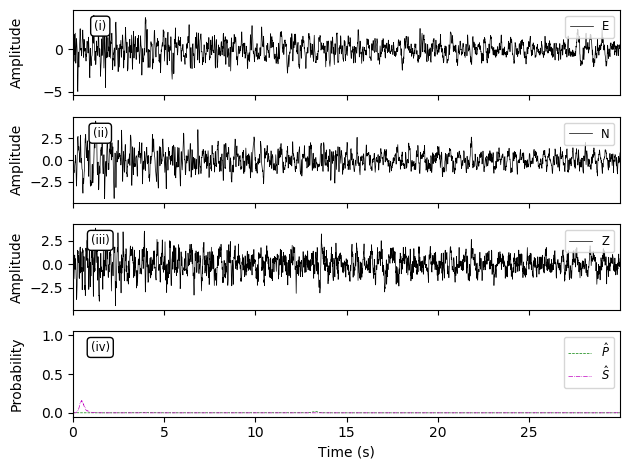 (i)
E
Amplitude
0
−5
(ii)
N
Amplitude
2.5
0.0
−2.5
(iii)
Z
Amplitude
2.5
0.0
−2.5
(iv)
P̂
Ŝ
Probability
1.0
0.5
0.0
0 5 10 15 20 25
Time (s)